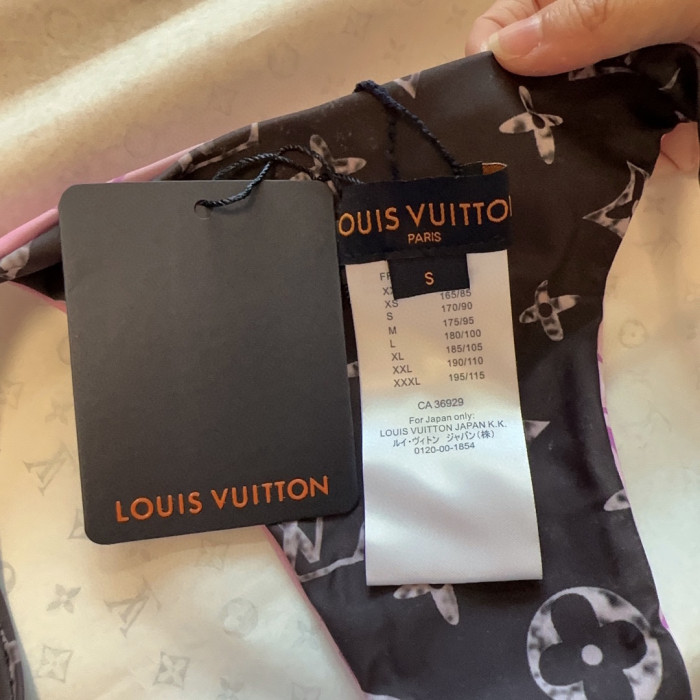 LOUIS VUITTON
OUIS VUITTO
PARIS
S
165/85
XS 170/90
S 175/95
M 180/100
L 185/105
XL 190/110
XXL 195/115
XXXL
CA 36929
For Japan only:
LOUIS VUITTON JAPAN K.K.
ルイ・ヴィトン ジャパン(株)
0120-00-1854